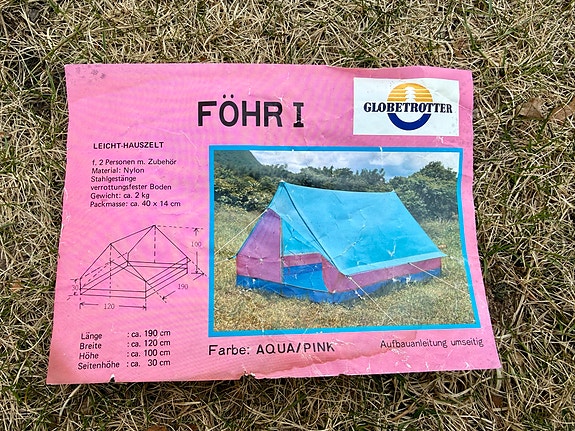 FÖHR I
GLOBETROTTER
LEICHT-HAUSZELT
f. 2 Personen m. Zubehör
Material: Nylon
Stahlgestänge
verrottungsfester Boden
Gewicht: ca. 2 kg
Packmasse: ca. 40 x 14 cm
100
30
190
120
Länge : ca. 190 cm
Breite : ca. 120 cm
Höhe : ca. 100 cm
Seitenhöhe : ca. 30 cm
Farbe: AQUA/PINK
Aufbauanleitung umseitig